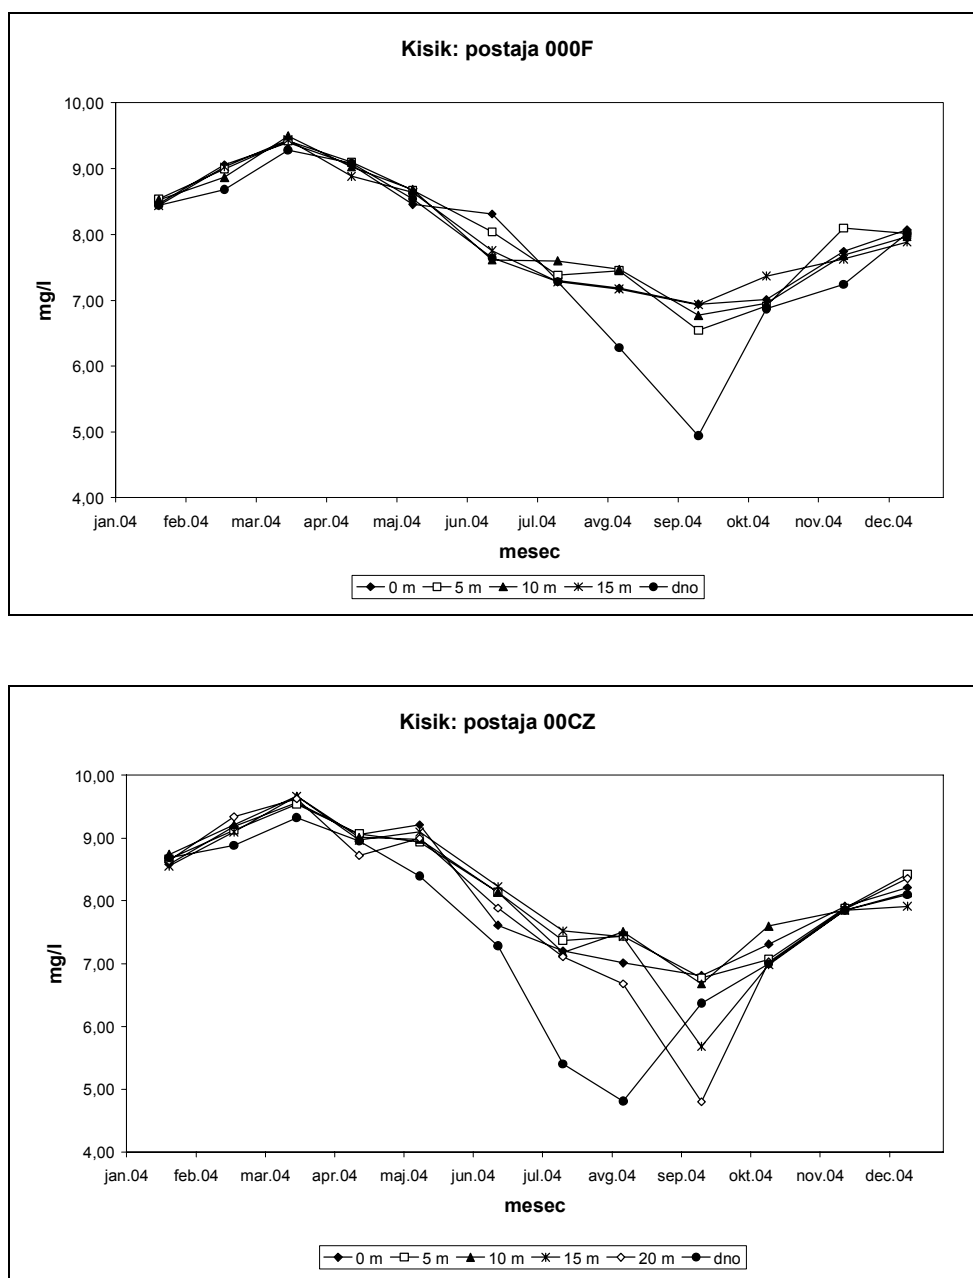 Kisik: postaja 000F
10,00
9,00
8,00
7,00
6,00
5,00
4,00
mg/l
jan.04 feb.04 mar.04 apr.04 maj.04 jun.04 jul.04 avg.04 sep.04 okt.04 nov.04 dec.04
mesec
0 m 5 m 10 m 15 m dno
Kisik: postaja 00CZ
10,00
9,00
8,00
7,00
6,00
5,00
4,00
mg/l
jan.04 feb.04 mar.04 apr.04 maj.04 jun.04 jul.04 avg.04 sep.04 okt.04 nov.04 dec.04
mesec
0 m 5 m 10 m 15 m 20 m dno